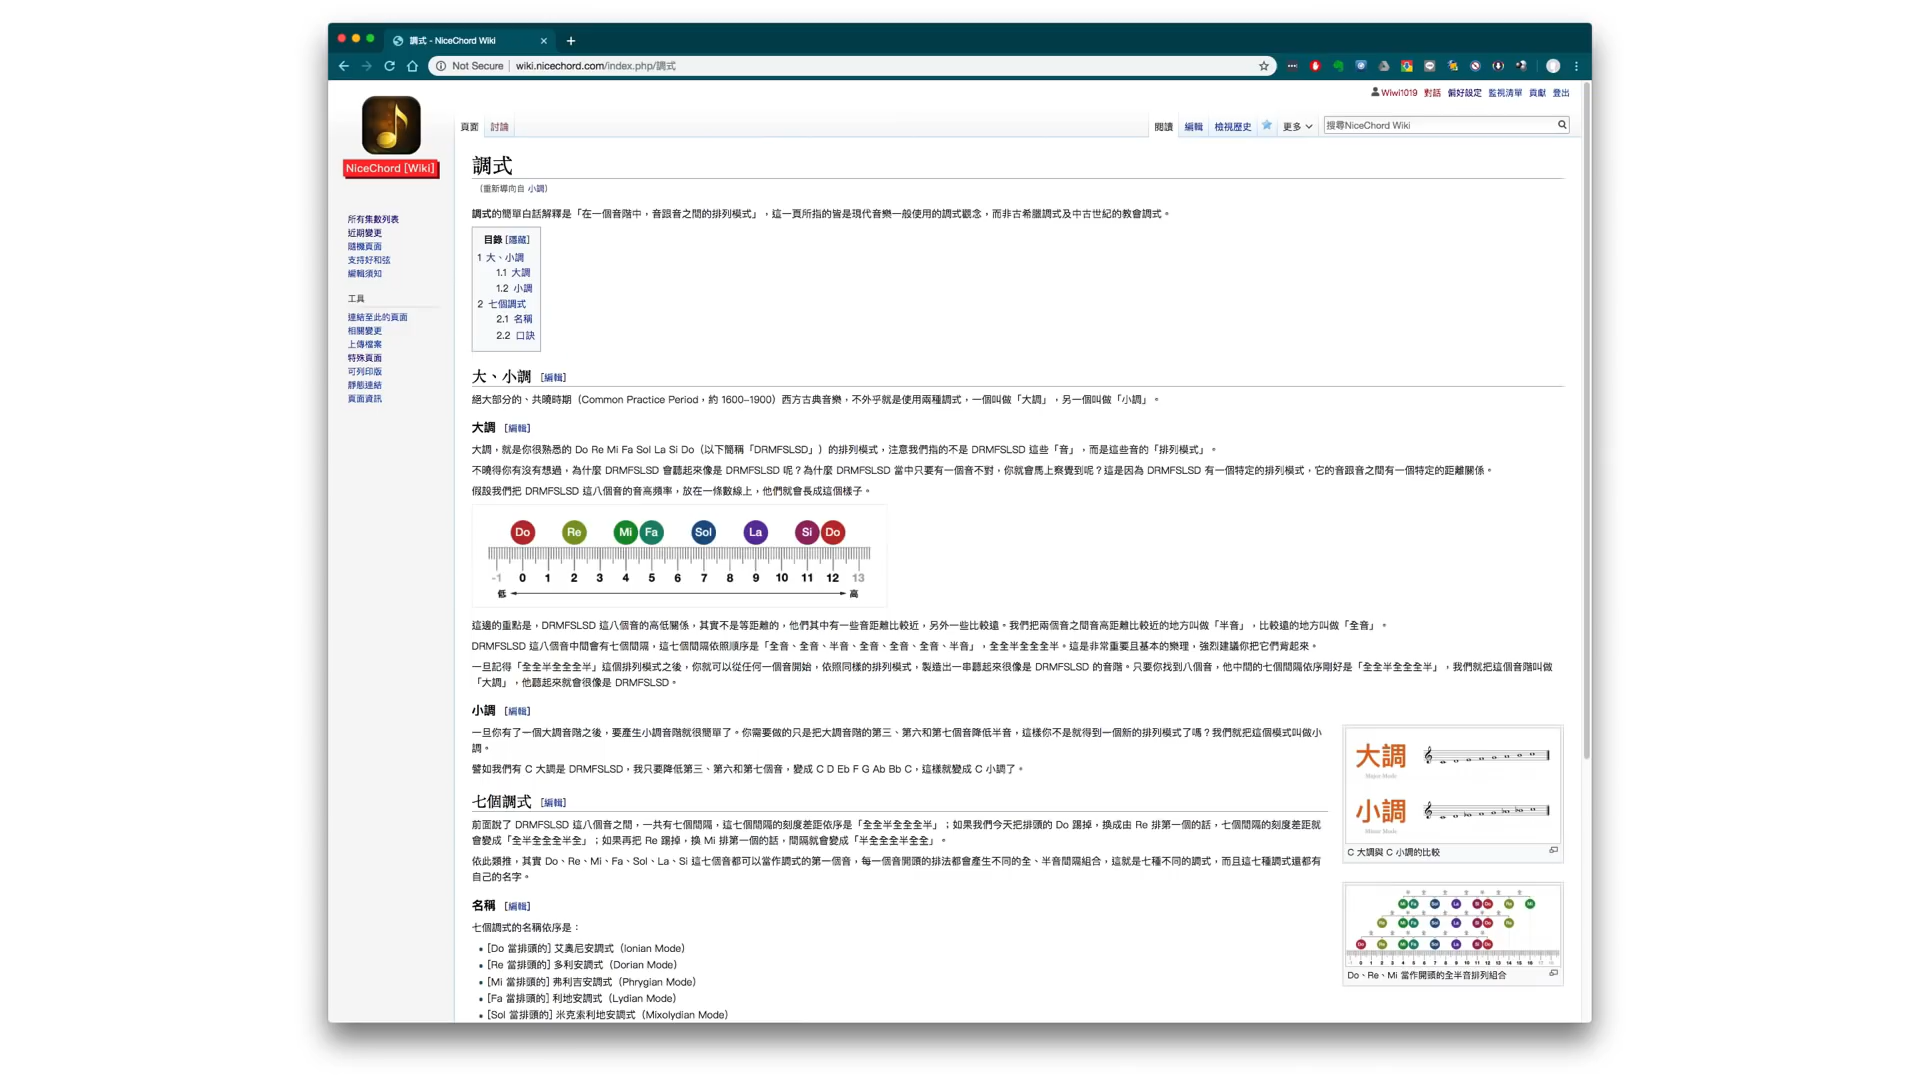 調式 - NiceChord Wiki
Not Secure | wiki.nicechord.com/index.php/調式
Wiwi1019 對話 偏好設定 監視清單 貢獻 登出
頁面 討論
閱讀 編輯 檢視歷史 更多 搜尋NiceChord Wiki
NiceChord [Wiki]
所有集數列表
近期變更
隨機頁面
支持好和弦
編輯須知
工具
連結至此的頁面
相關變更
上傳檔案
特殊頁面
可列印版
靜態連結
頁面資訊
調式
(重新導向自 小調)
調式的簡單白話解釋是「在一個音階中，音跟音之間的排列模式」，這一頁所指的皆是現代音樂一般使用的調式觀念，而非古希臘調式及中古世紀的教會調式。
目錄 [隱藏]
1 大、小調
1.1 大調
1.2 小調
2 七個調式
2.1 名稱
2.2 口訣
大、小調 [編輯]
絕大部分的、共曉時期（Common Practice Period，約 1600–1900）西方古典音樂，不外乎就是使用兩種調式，一個叫做「大調」，另一個叫做「小調」。
大調 [編輯]
大調，就是你很熟悉的 Do Re Mi Fa Sol La Si Do（以下簡稱「DRMFSLSD」）的排列模式，注意我們指的不是 DRMFSLSD 這些「音」，而是這些音的「排列模式」。
不曉得你有沒有想過，為什麼 DRMFSLSD 會聽起來像是 DRMFSLSD 呢？為什麼 DRMFSLSD 當中只要有一個音不對，你就會馬上察覺到呢？這是因為 DRMFSLSD 有一個特定的排列模式，它的音跟音之間有一個特定的距離關係。
假設我們把 DRMFSLSD 這八個音的音高頻率，放在一條數線上，他們就會長成這個樣子。
Do Re Mi Fa Sol La Si Do
-1 0 1 2 3 4 5 6 7 8 9 10 11 12 13
低 高
這邊的重點是，DRMFSLSD 這八個音的高低關係，其實不是等距離的，他們其中有一些音距離比較近，另外一些比較遠。我們把兩個音之間音高距離比較近的地方叫做「半音」，比較遠的地方叫做「全音」。
DRMFSLSD 這八個音中間會有七個間隔，這七個間隔依照順序是「全音、全音、半音、全音、全音、全音、半音」，全全半全全全半。這是非常重要且基本的樂理，強烈建議你把它們背起來。
一旦記得「全全半全全全半」這個排列模式之後，你就可以從任何一個音開始，依照同樣的排列模式，製造出一串聽起來很像是 DRMFSLSD 的音階。只要你找到八個音，他中間的七個間隔依序剛好是「全全半全全全半」，我們就把這個音階叫做
「大調」，他聽起來就會很像是 DRMFSLSD。
小調 [編輯]
一旦你有了一個大調音階之後，要產生小調音階就很簡單了。你需要做的只是把大調音階的第三、第六和第七個音降低半音，這樣你不是就得到一個新的排列模式了嗎？我們就把這個模式叫做小
調。
譬如我們有 C 大調是 DRMFSLSD，我只要降低第三、第六和第七個音，變成 C D Eb F G Ab Bb C，這樣就變成 C 小調了。
大調
Major Mode
小調
Minor Mode
C 大調與 C 小調的比較
七個調式 [編輯]
前面說了 DRMFSLSD 這八個音之間，一共有七個間隔，這七個間隔的刻度差距依序是「全全半全全全半」；如果我們今天把排頭的 Do 踢掉，換成由 Re 排第一個的話，七個間隔的刻度差距就
會變成「全半全全全半全」；如果再把 Re 踢掉，換 Mi 排第一個的話，間隔就會變成「半全全全半全全」。
依此類推，其實 Do、Re、Mi、Fa、Sol、La、Si 這七個音都可以當作調式的第一個音，每一個音開頭的排法都會產生不同的全、半音間隔組合，這就是七種不同的調式，而且這七種調式還都有
自己的名字。
Do、Re、Mi 當作開頭的全半音排列組合
名稱 [編輯]
七個調式的名稱依序是：
[Do 當排頭的] 艾奧尼安調式（Ionian Mode）
[Re 當排頭的] 多利安調式（Dorian Mode）
[Mi 當排頭的] 弗利吉安調式（Phrygian Mode）
[Fa 當排頭的] 利地安調式（Lydian Mode）
[Sol 當排頭的] 米克索利地安調式（Mixolydian Mode）